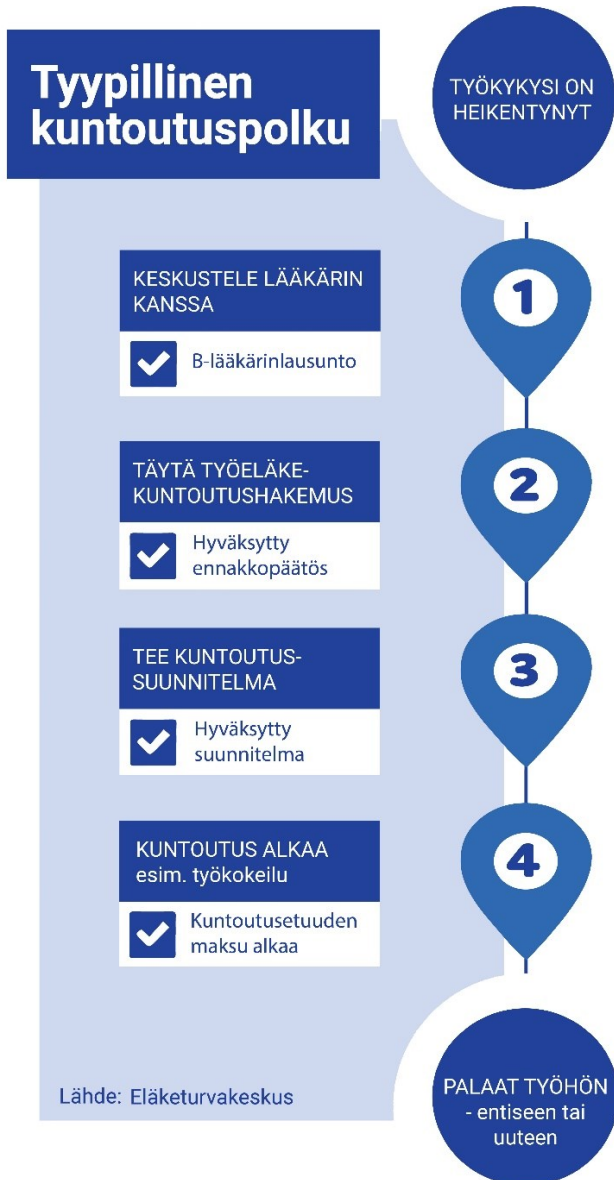 Tyypillinen
kuntoutuspolku
TYÖKYKYSI ON
HEIKENTYNYT
1
KESKUSTELE LÄÄKÄRIN
KANSSA
B-lääkärinlausunto
2
TÄYTÄ TYÖELÄKE-
KUNTOUTUSHAKEMUS
Hyväksytty
ennakkopäätös
3
TEE KUNTOUTUS-
SUUNNITELMA
Hyväksytty
suunnitelma
4
KUNTOUTUS ALKAA
esim. työkokeilu
Kuntoutusetuuden
maksu alkaa
PALAAT TYÖHÖN
- entiseen tai
uuteen
Lähde: Eläketurvakeskus